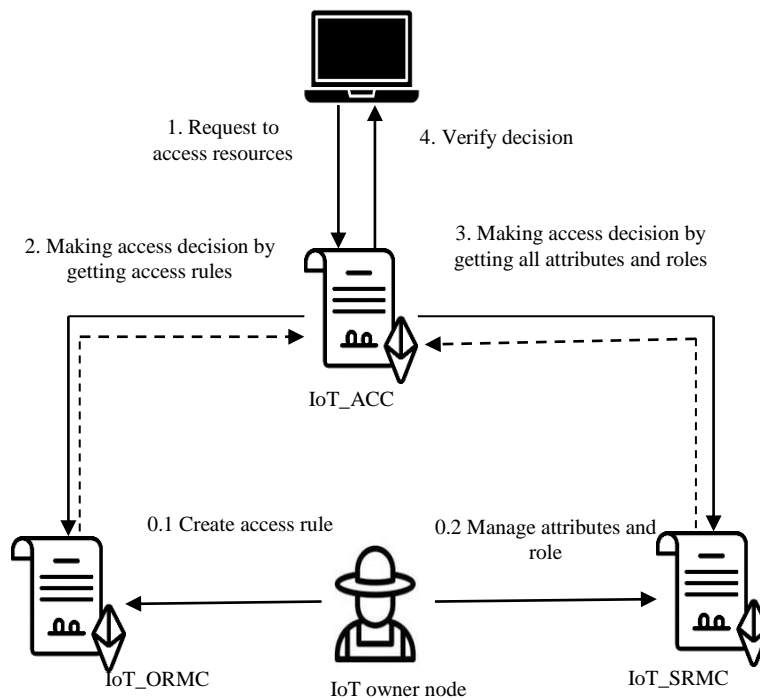 1. Request to
access resources
4. Verify decision
2. Making access decision by
getting access rules
3. Making access decision by
getting all attributes and roles
IoT_ACC
0.1 Create access rule
0.2 Manage attributes and
role
IoT_ORMC
IoT owner node
IoT_SRMC